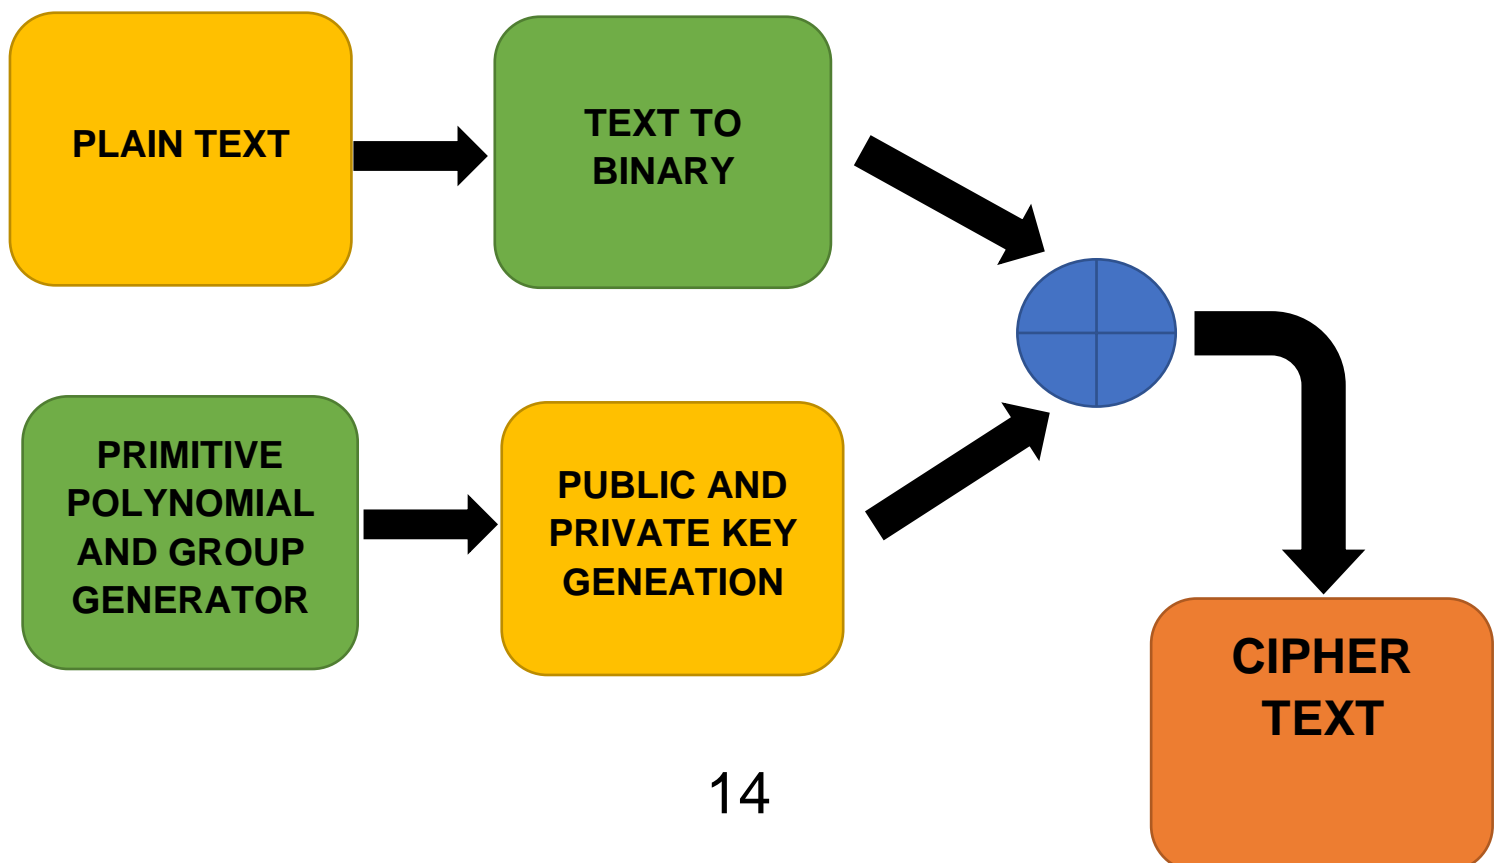 PLAIN TEXT
TEXT TO
BINARY
PRIMITIVE
POLYNOMIAL
AND GROUP
GENERATOR
PUBLIC AND
PRIVATE KEY
GENEATION
CIPHER
TEXT
14